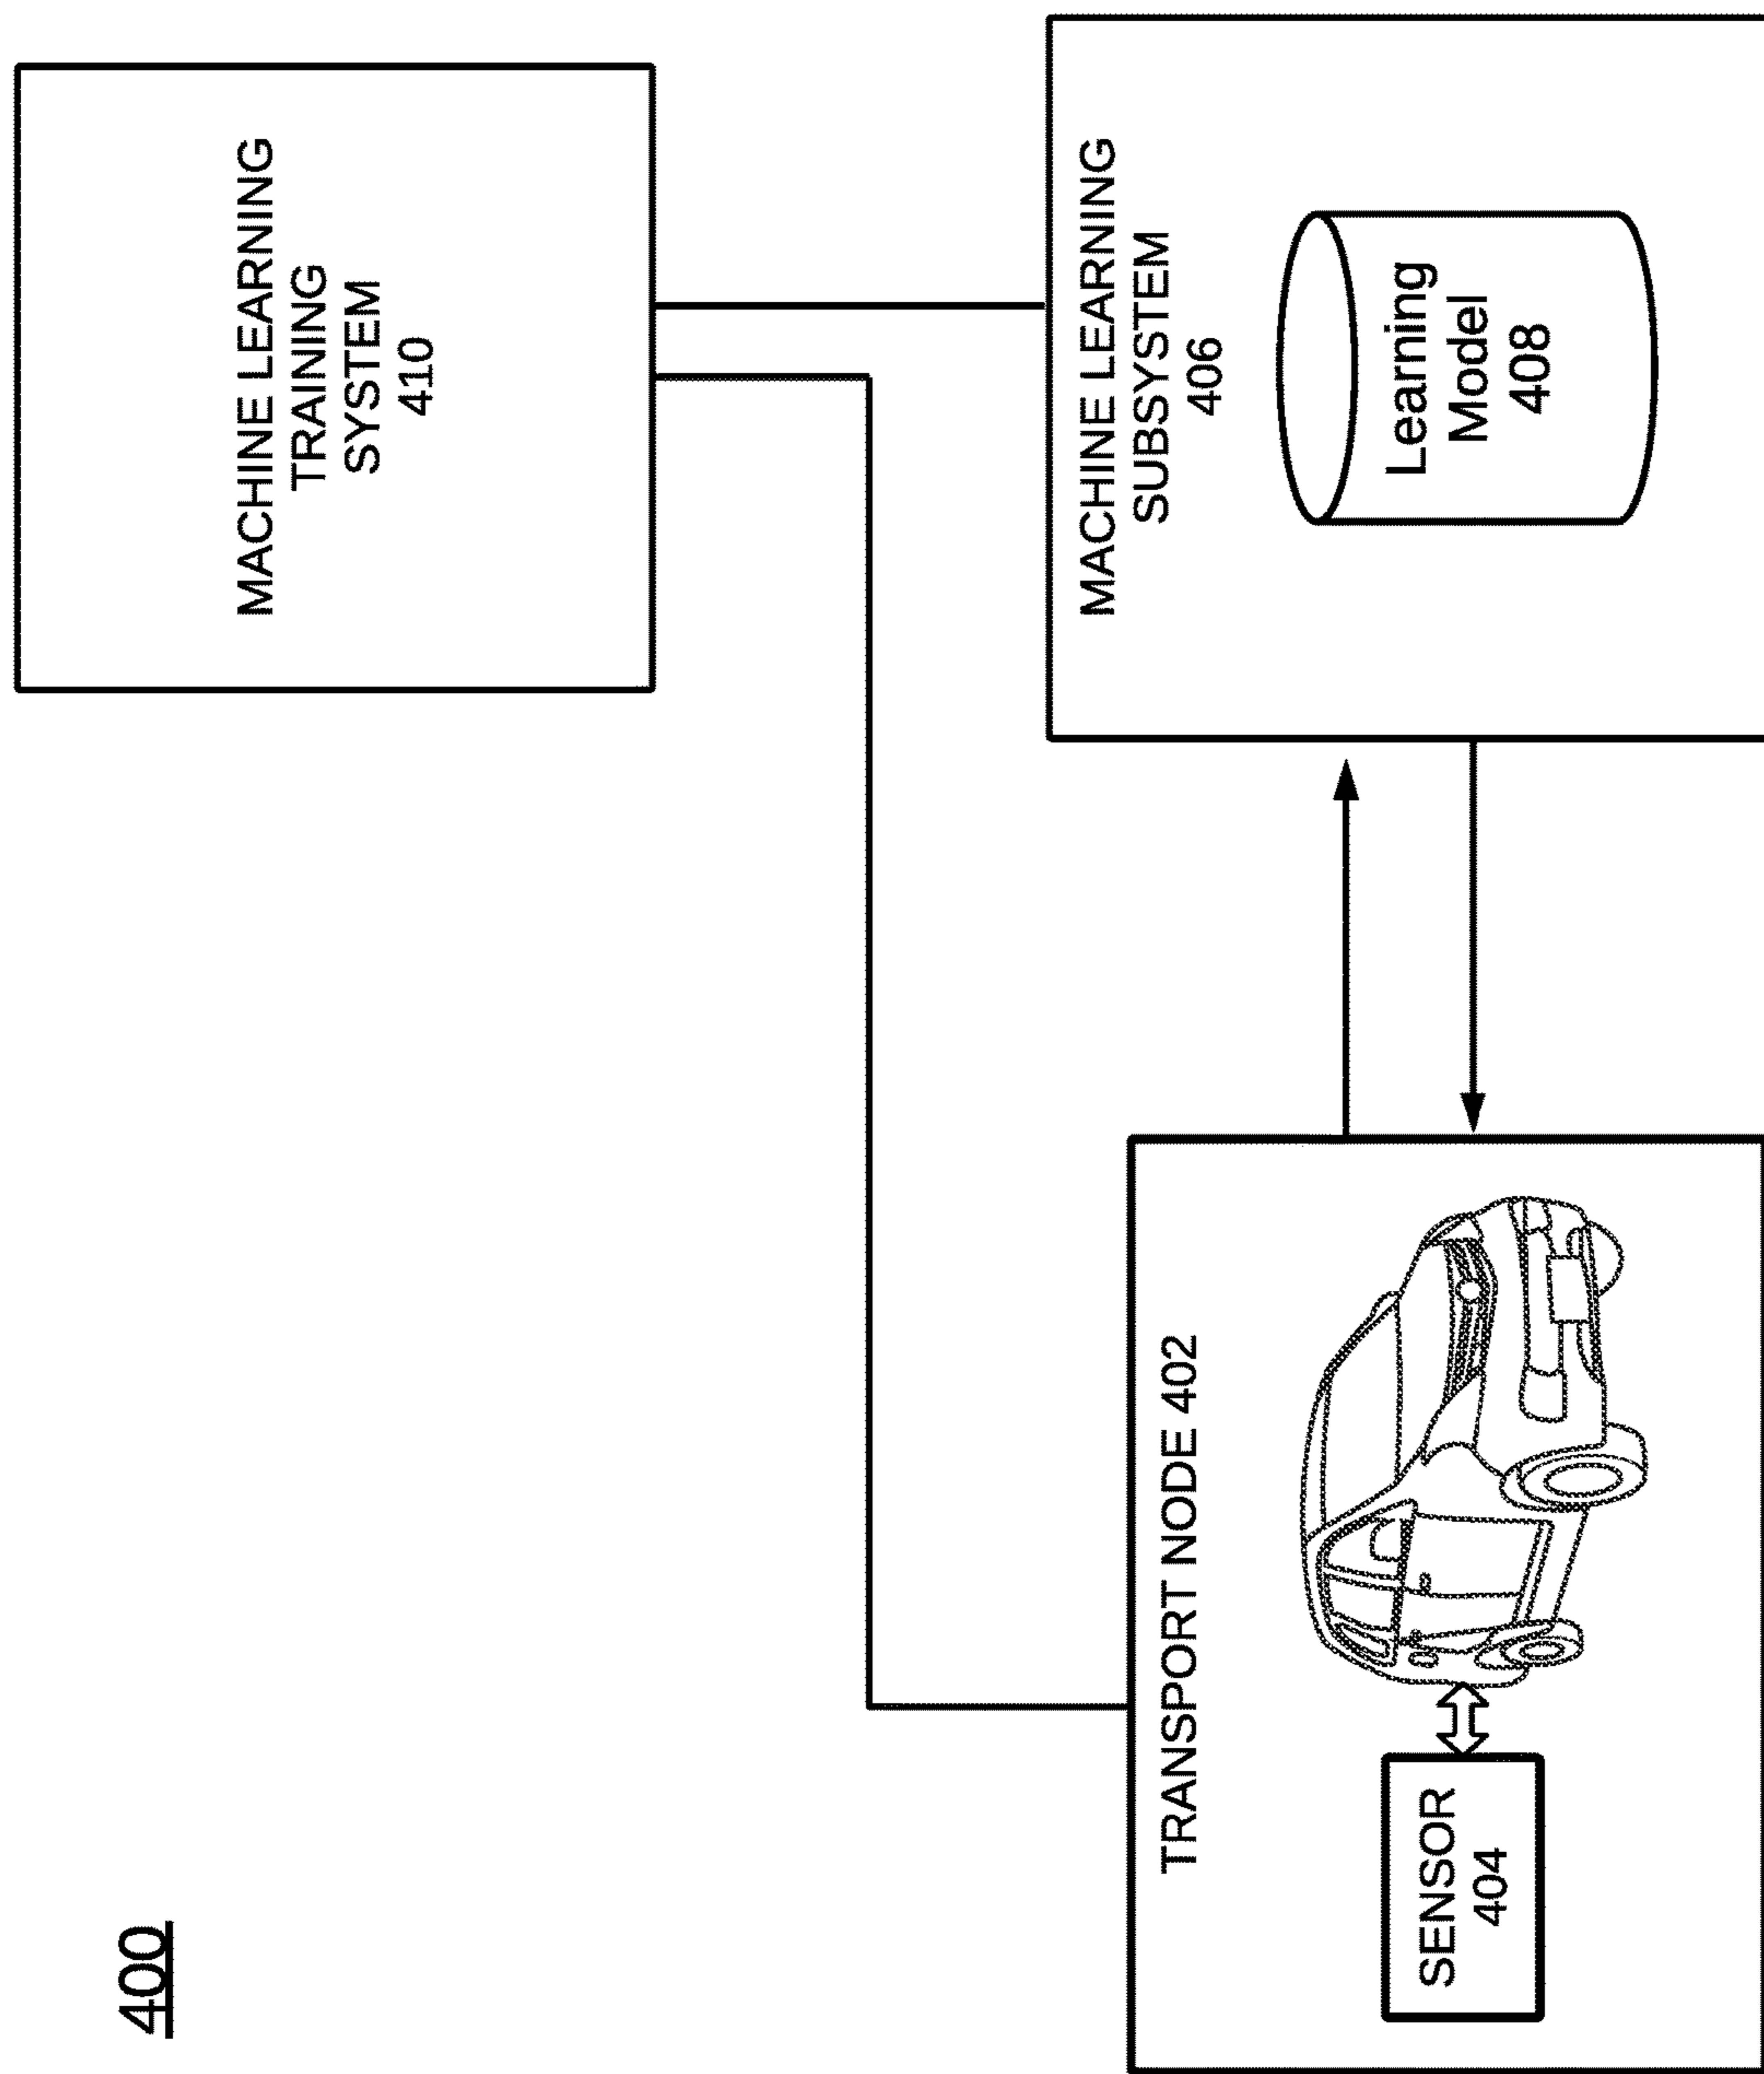 400
MACHINE LEARNING
TRAINING
SYSTEM
410
TRANSPORT NODE 402
SENSOR
404
MACHINE LEARNING
SUBSYSTEM
406
Learning
Model
408